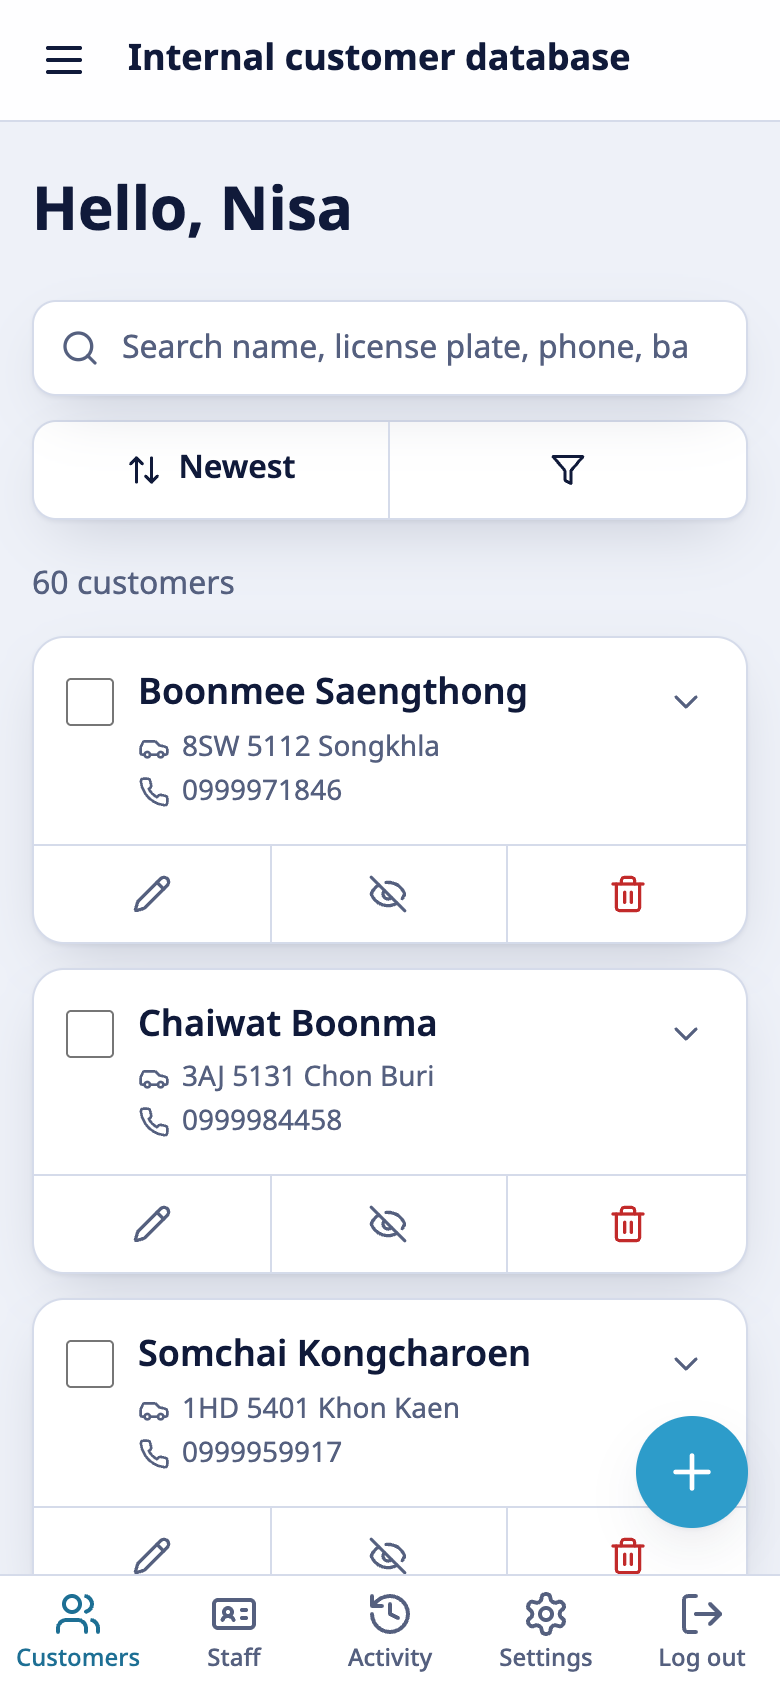 Internal customer database
Hello, Nisa
Search name, license plate, phone, ba
Newest
60 customers
Boonmee Saengthong
8SW 5112 Songkhla
0999971846
Chaiwat Boonma
3AJ 5131 Chon Buri
0999984458
Somchai Kongcharoen
1HD 5401 Khon Kaen
0999959917
Customers Staff Activity Settings Log out